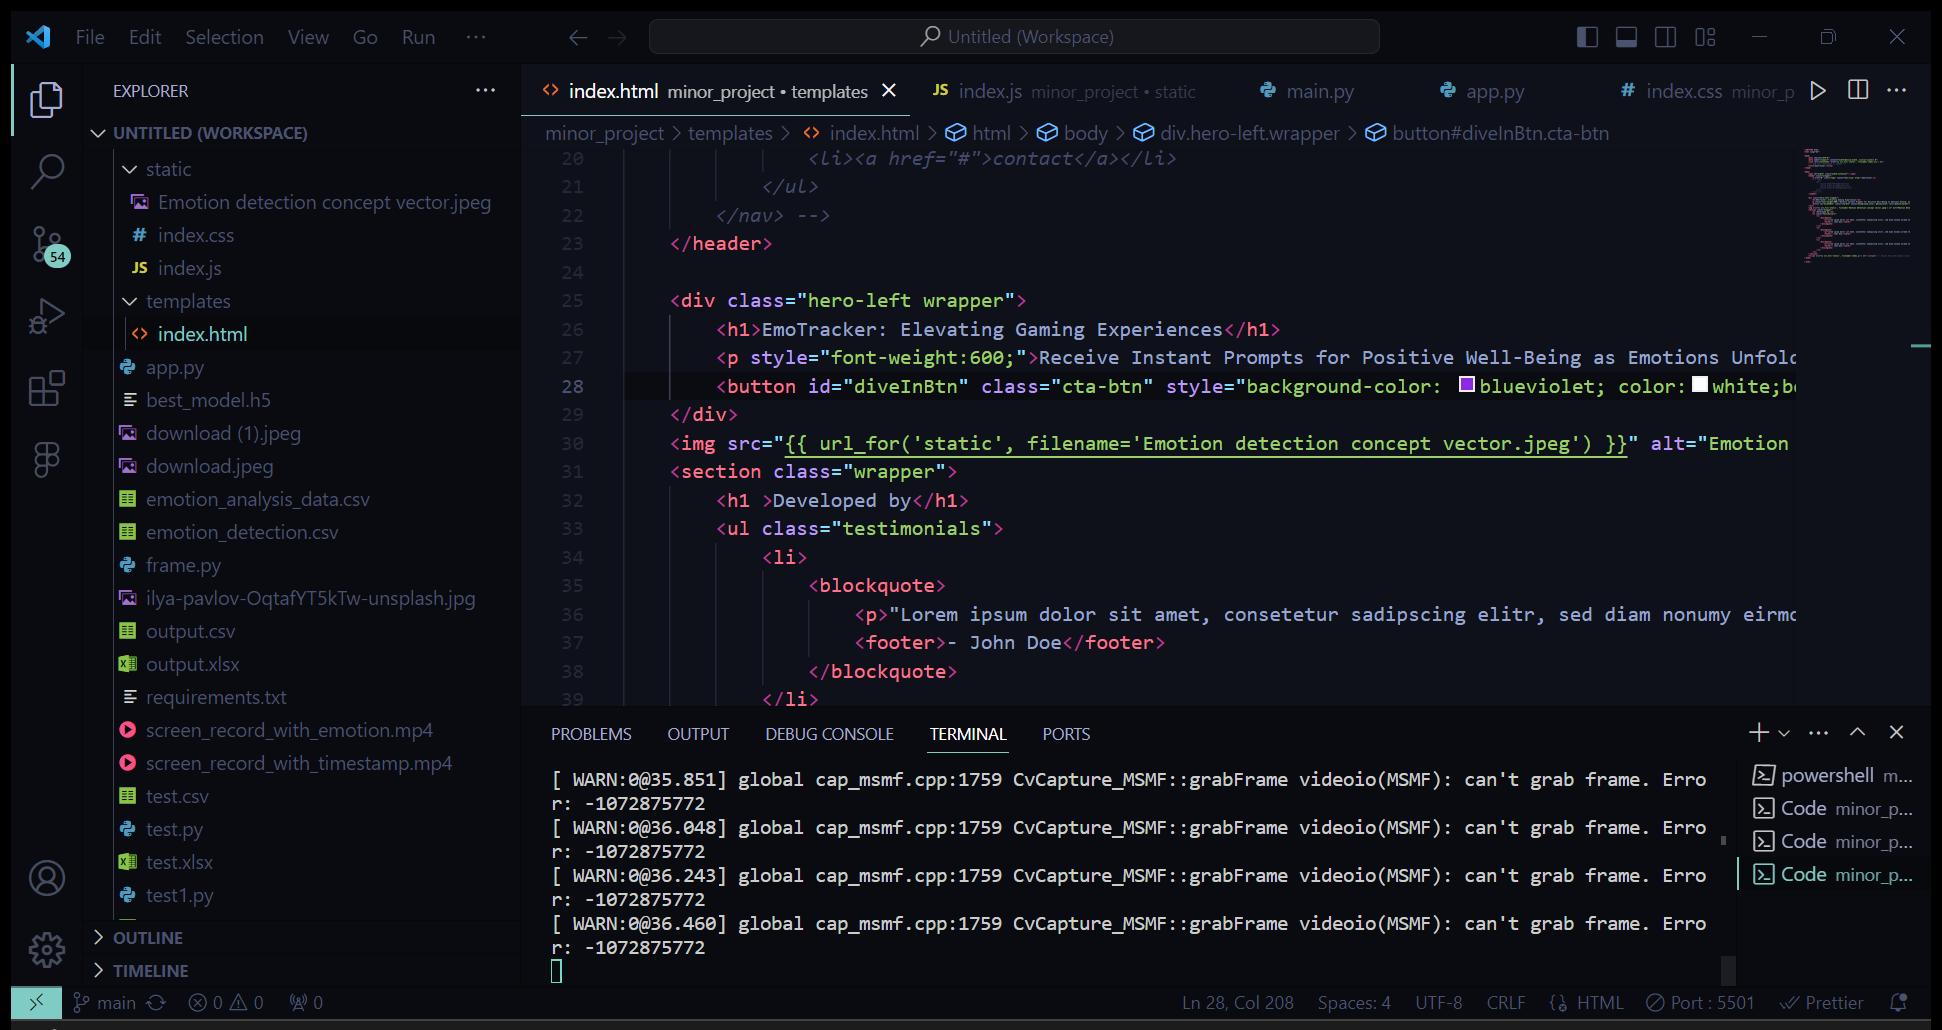 File Edit Selection View Go Run ···
Untitled (Workspace)
EXPLORER
UNTITLED (WORKSPACE)
static
Emotion detection concept vector.jpeg
# index.css
JS index.js
templates
<> index.html
app.py
best_model.h5
download (1).jpeg
download.jpeg
emotion_analysis_data.csv
emotion_detection.csv
frame.py
ilya-pavlov-OqtafYT5kTw-unsplash.jpg
output.csv
output.xlsx
requirements.txt
screen_record_with_emotion.mp4
screen_record_with_timestamp.mp4
test.csv
test.py
test.xlsx
test1.py
OUTLINE
TIMELINE
54
<> index.html minor_project • templates
JS index.js minor_project • static
main.py
app.py
# index.css minor_p
minor_project > templates > <> index.html > html > body > div.hero-left.wrapper > button#diveInBtn.cta-btn
20 <li><a href="#">contact</a></li>
21 </ul>
22 </nav> -->
23 </header>
24
25 <div class="hero-left wrapper">
26 <h1>EmoTracker: Elevating Gaming Experiences</h1>
27 <p style="font-weight:600;">Receive Instant Prompts for Positive Well-Being as Emotions Unfol
28 <button id="diveInBtn" class="cta-btn" style="background-color: blueviolet; color: white;b
29 </div>
30 <img src="{{ url_for('static', filename='Emotion detection concept vector.jpeg') }}" alt="Emotion
31 <section class="wrapper">
32 <h1 >Developed by</h1>
33 <ul class="testimonials">
34 <li>
35 <blockquote>
36 <p>"Lorem ipsum dolor sit amet, consetetur sadipscing elitr, sed diam nonumy eirmo
37 <footer>- John Doe</footer>
38 </blockquote>
39 </li>
PROBLEMS OUTPUT DEBUG CONSOLE TERMINAL PORTS
[ WARN:0@35.851] global cap_msmf.cpp:1759 CvCapture_MSMF::grabFrame videoio(MSMF): can't grab frame. Erro
r: -1072875772
[ WARN:0@36.048] global cap_msmf.cpp:1759 CvCapture_MSMF::grabFrame videoio(MSMF): can't grab frame. Erro
r: -1072875772
[ WARN:0@36.243] global cap_msmf.cpp:1759 CvCapture_MSMF::grabFrame videoio(MSMF): can't grab frame. Erro
r: -1072875772
[ WARN:0@36.460] global cap_msmf.cpp:1759 CvCapture_MSMF::grabFrame videoio(MSMF): can't grab frame. Erro
r: -1072875772
powershell m...
Code minor_p...
Code minor_p...
Code minor_p...
main 0 0 0 Ln 28, Col 208 Spaces: 4 UTF-8 CRLF HTML Port : 5501 Prettier